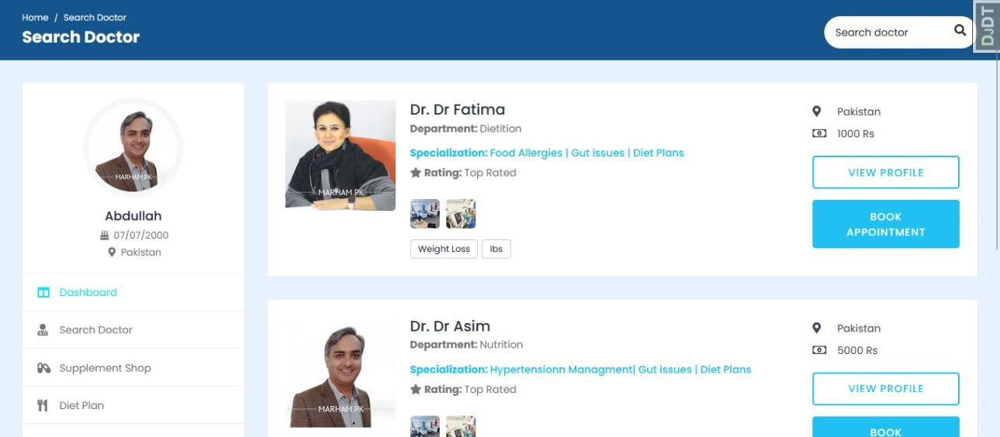 Home / Search Doctor
Search Doctor
Search doctor
DJDT
MARHAM.PK
Abdullah
07/07/2000
Pakistan
Dashboard
Search Doctor
Supplement Shop
Diet Plan
MARHAM.PK
Dr. Dr Fatima
Department: Dietition
Specialization: Food Allergies | Gut issues | Diet Plans
Rating: Top Rated
Weight Loss
Ibs
Pakistan
1000 Rs
VIEW PROFILE
BOOK
APPOINTMENT
MARHAM.PK
Dr. Dr Asim
Department: Nutrition
Specialization: Hypertensionn Managment| Gut issues | Diet Plans
Rating: Top Rated
Pakistan
5000 Rs
VIEW PROFILE
BOOK